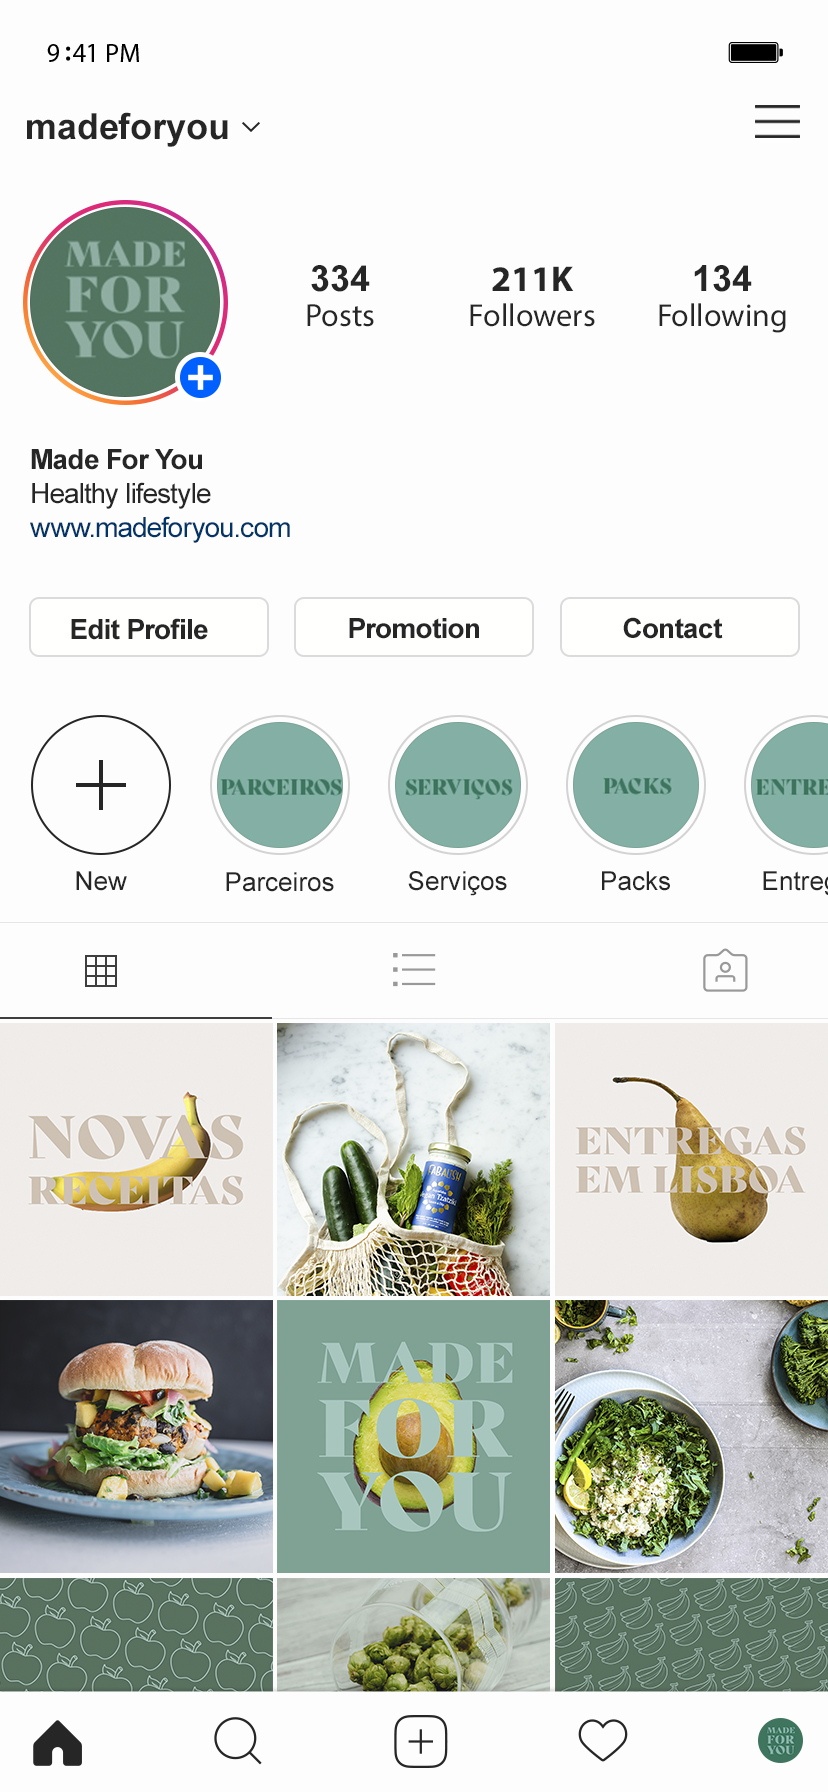 9:41 PM
madeforyou
MADE
FOR
YOU
334
Posts
211K
Followers
134
Following
Made For You
Healthy lifestyle
www.madeforyou.com
Edit Profile
Promotion
Contact
PARCEIROS
SERVIÇOS
PACKS
ENTRE
New
Parceiros
Serviços
Packs
Entreg
NOVAS
RECEITAS
ENTREGAS
EM LISBOA
MADE
FOR
YOU
MADE
FOR
YOU